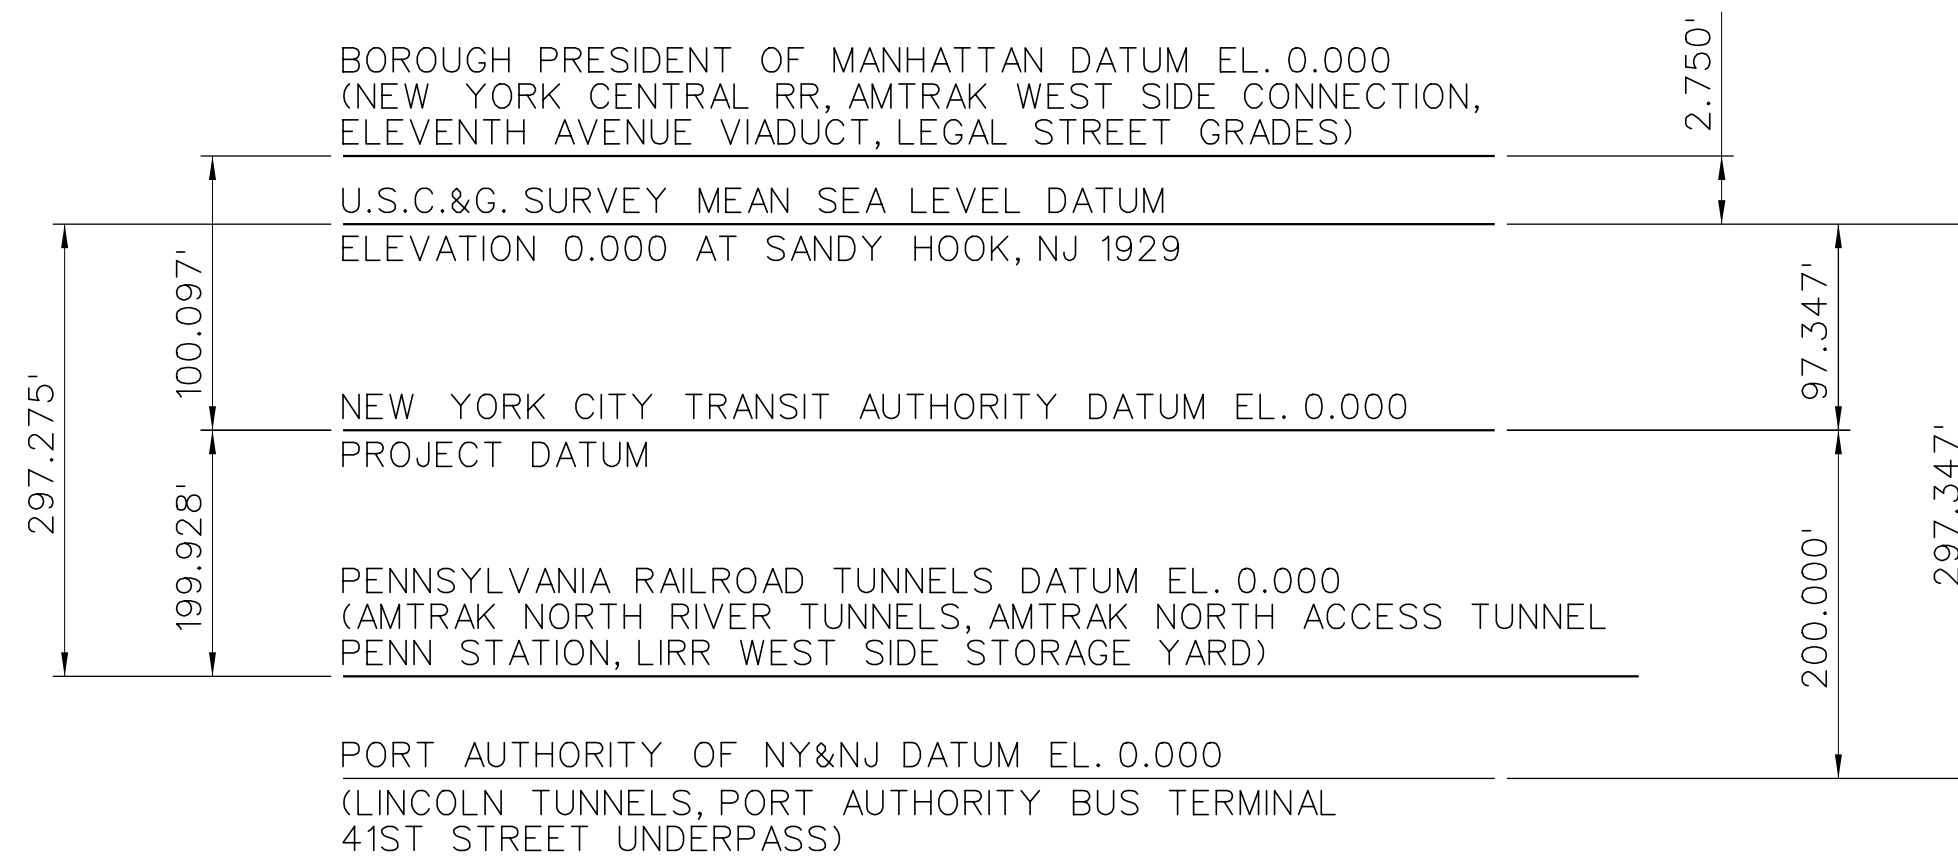 BOROUGH PRESIDENT OF MANHATTAN DATUM EL. 0.000
(NEW YORK CENTRAL RR, AMTRAK WEST SIDE CONNECTION,
ELEVENTH AVENUE VIADUCT, LEGAL STREET GRADES)
2.750'
U.S.C.&G. SURVEY MEAN SEA LEVEL DATUM
ELEVATION 0.000 AT SANDY HOOK, NJ 1929
100.097'
97.347'
297.275'
NEW YORK CITY TRANSIT AUTHORITY DATUM EL. 0.000
PROJECT DATUM
199.928'
297.347'
PENNSYLVANIA RAILROAD TUNNELS DATUM EL. 0.000
(AMTRAK NORTH RIVER TUNNELS, AMTRAK NORTH ACCESS TUNNEL
PENN STATION, LIRR WEST SIDE STORAGE YARD)
200.000'
PORT AUTHORITY OF NY&NJ DATUM EL. 0.000
(LINCOLN TUNNELS, PORT AUTHORITY BUS TERMINAL
41ST STREET UNDERPASS)